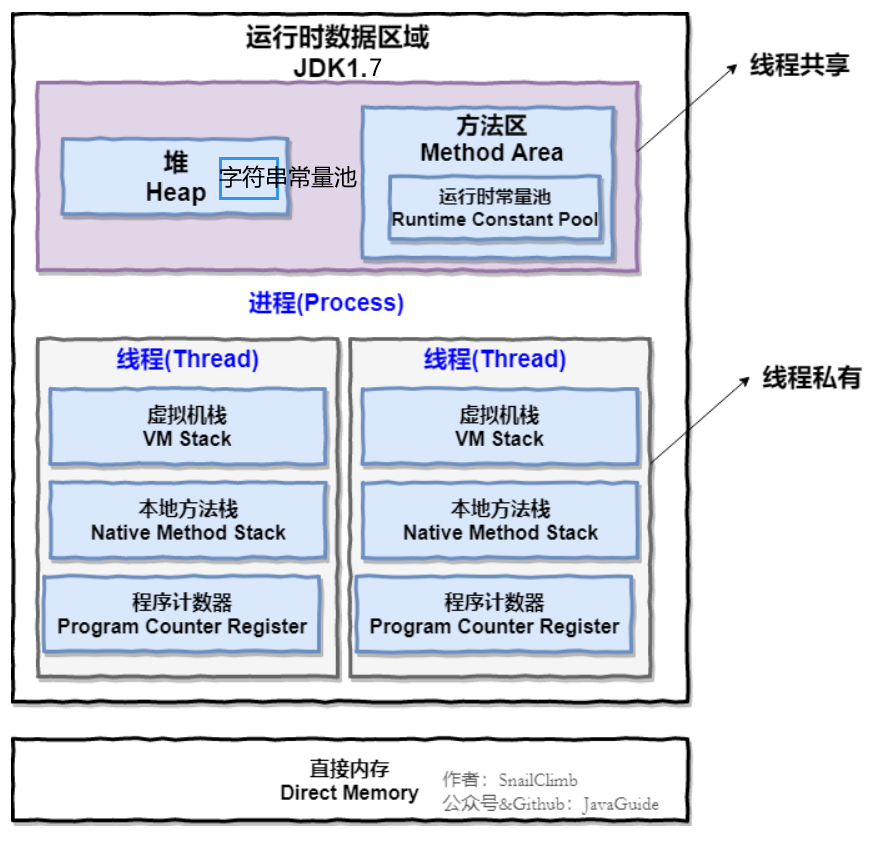 运行时数据区域
JDK1.7
线程共享
堆
Heap
字符串常量池
方法区
Method Area
运行时常量池
Runtime Constant Pool
进程(Process)
线程(Thread)
虚拟机栈
VM Stack
本地方法栈
Native Method Stack
程序计数器
Program Counter Register
线程(Thread)
虚拟机栈
VM Stack
本地方法栈
Native Method Stack
程序计数器
Program Counter Register
线程私有
直接内存
Direct Memory
作者：SnailClimb
公众号&Github：JavaGuide